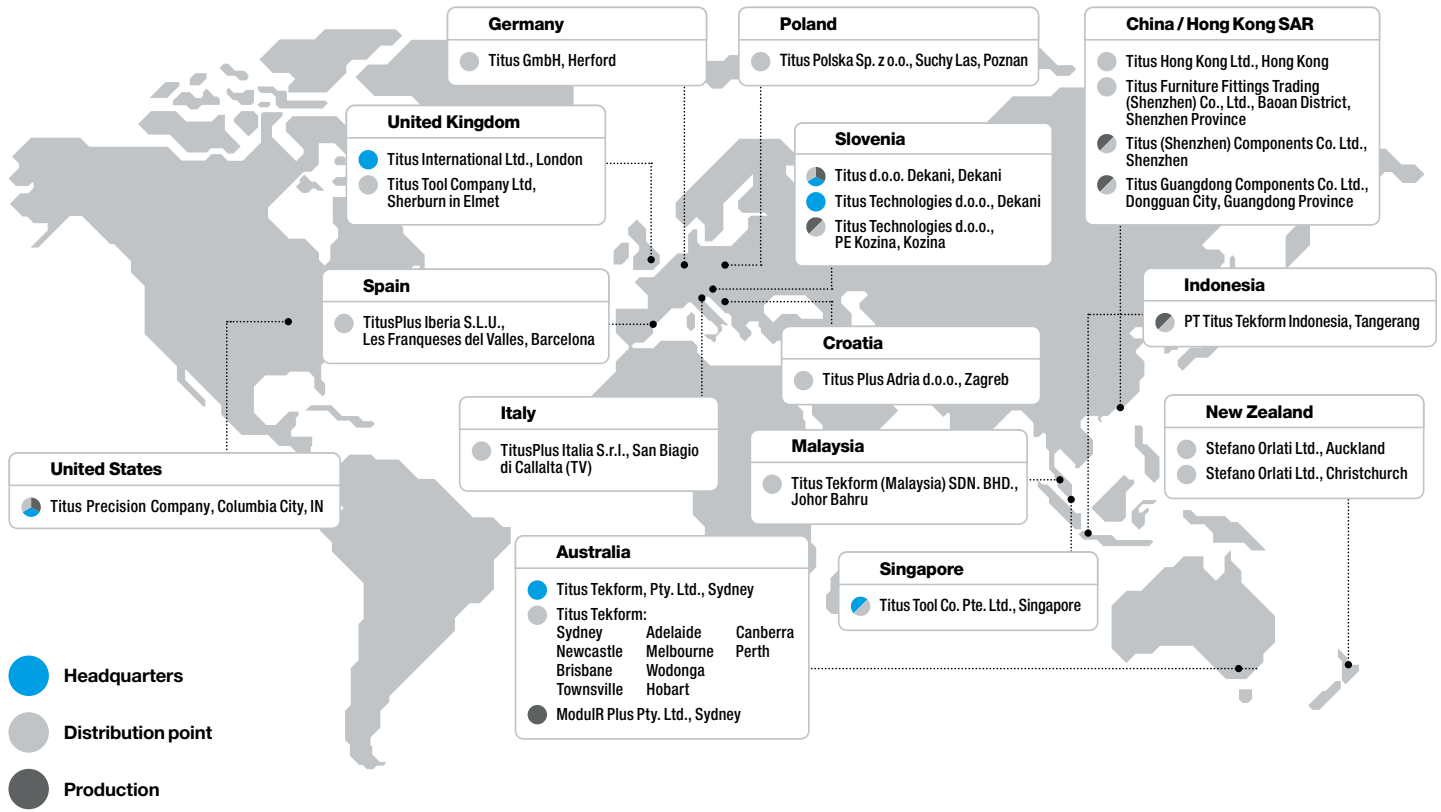 Germany
Titus GmbH, Herford
Poland
Titus Polska Sp. z o.o., Suchy Las, Poznan
China / Hong Kong SAR
Titus Hong Kong Ltd., Hong Kong
Titus Furniture Fittings Trading
(Shenzhen) Co., Ltd., Baoan District,
Shenzhen Province
Titus (Shenzhen) Components Co. Ltd.,
Shenzhen
Titus Guangdong Components Co. Ltd.,
Dongguan City, Guangdong Province
United Kingdom
Titus International Ltd., London
Titus Tool Company Ltd,
Sherburn in Elmet
Slovenia
Titus d.o.o. Dekani, Dekani
Titus Technologies d.o.o., Dekani
Titus Technologies d.o.o.,
PE Kozina, Kozina
Spain
TitusPlus Iberia S.L.U.,
Les Franqueses del Valles, Barcelona
Indonesia
PT Titus Tekform Indonesia, Tangerang
Croatia
Titus Plus Adria d.o.o., Zagreb
Italy
TitusPlus Italia S.r.l., San Biagio
di Callalta (TV)
Malaysia
Titus Tekform (Malaysia) SDN. BHD.,
Johor Bahru
New Zealand
Stefano Orlati Ltd., Auckland
Stefano Orlati Ltd., Christchurch
United States
Titus Precision Company, Columbia City, IN
Australia
Titus Tekform, Pty. Ltd., Sydney
Titus Tekform:
Sydney Adelaide Canberra
Newcastle Melbourne Perth
Brisbane Wodonga
Townsville Hobart
ModulR Plus Pty. Ltd., Sydney
Singapore
Titus Tool Co. Pte. Ltd., Singapore
Headquarters
Distribution point
Production